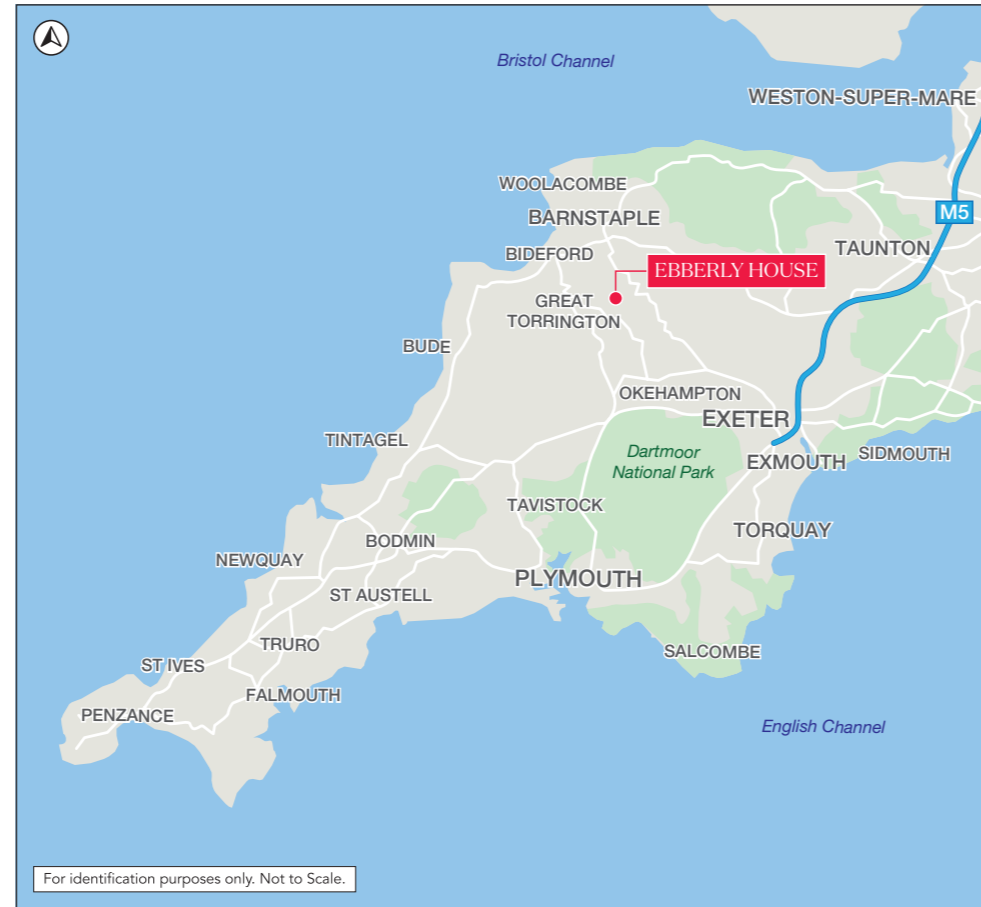 Bristol Channel
WESTON-SUPER-MARE
WOOLACOMBE
BARNSTAPLE
M5
TAUNTON
BIDEFORD
EBBERLY HOUSE
GREAT
TORRINGTON
BUDE
OKEHAMPTON
EXETER
TINTAGEL
Dartmoor
National Park
EXMOUTH
SIDMOUTH
TAVISTOCK
TORQUAY
BODMIN
NEWQUAY
PLYMOUTH
ST AUSTELL
TRURO
SALCOMBE
ST IVES
FALMOUTH
PENZANCE
English Channel
For identification purposes only. Not to Scale.